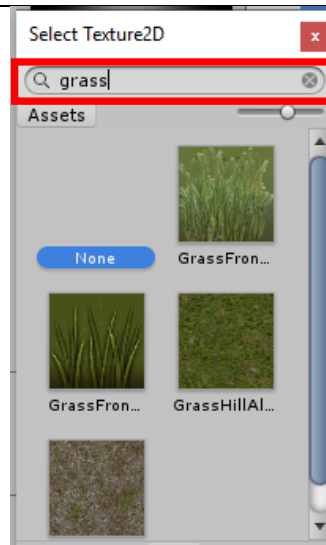 Select Texture2D
x
grass
Assets
None
GrassFron...
GrassFron...
GrassHillAl...